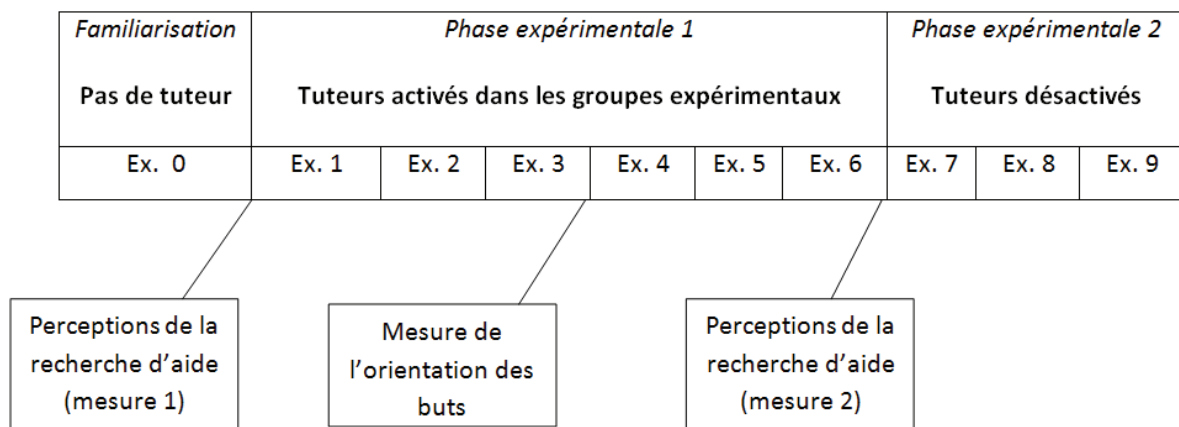 Familiarisation
Phase expérimentale 1
Phase expérimentale 2
Pas de tuteur
Tuteurs activés dans les groupes expérimentaux
Tuteurs désactivés
Ex. 0
Ex. 1
Ex. 2
Ex. 3
Ex. 4
Ex. 5
Ex. 6
Ex. 7
Ex. 8
Ex. 9
Perceptions de la
recherche d'aide
(mesure 1)
Mesure de
l'orientation des
buts
Perceptions de la
recherche d'aide
(mesure 2)